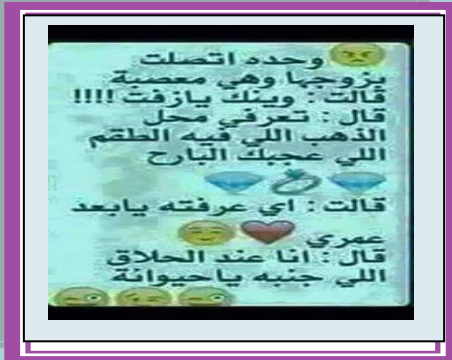 وحده اتصلت
بزوجها وهي معصبة
قالت : وينك يازفت !!!!
قال : تعرفي محل
الذهب اللي فيه الطقم
اللي عجبك البارح
قالت : اي عرفته يابعد
عمري
قال : انا عند الحلاق
اللي جنبه ياحيوانة